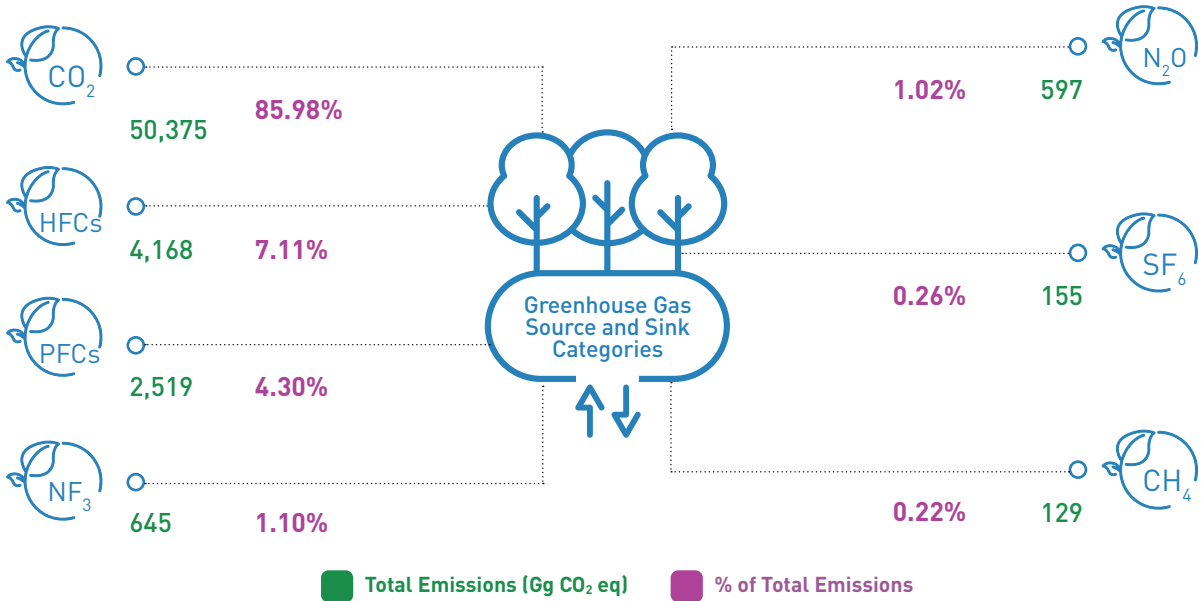 CO₂
50,375
85.98%
HFCs
4,168
7.11%
PFCs
2,519
4.30%
NF₃
645
1.10%
Greenhouse Gas
Source and Sink
Categories
N₂O
1.02%
597
SF₆
0.26%
155
CH₄
0.22%
129
Total Emissions (Gg CO₂ eq)
% of Total Emissions